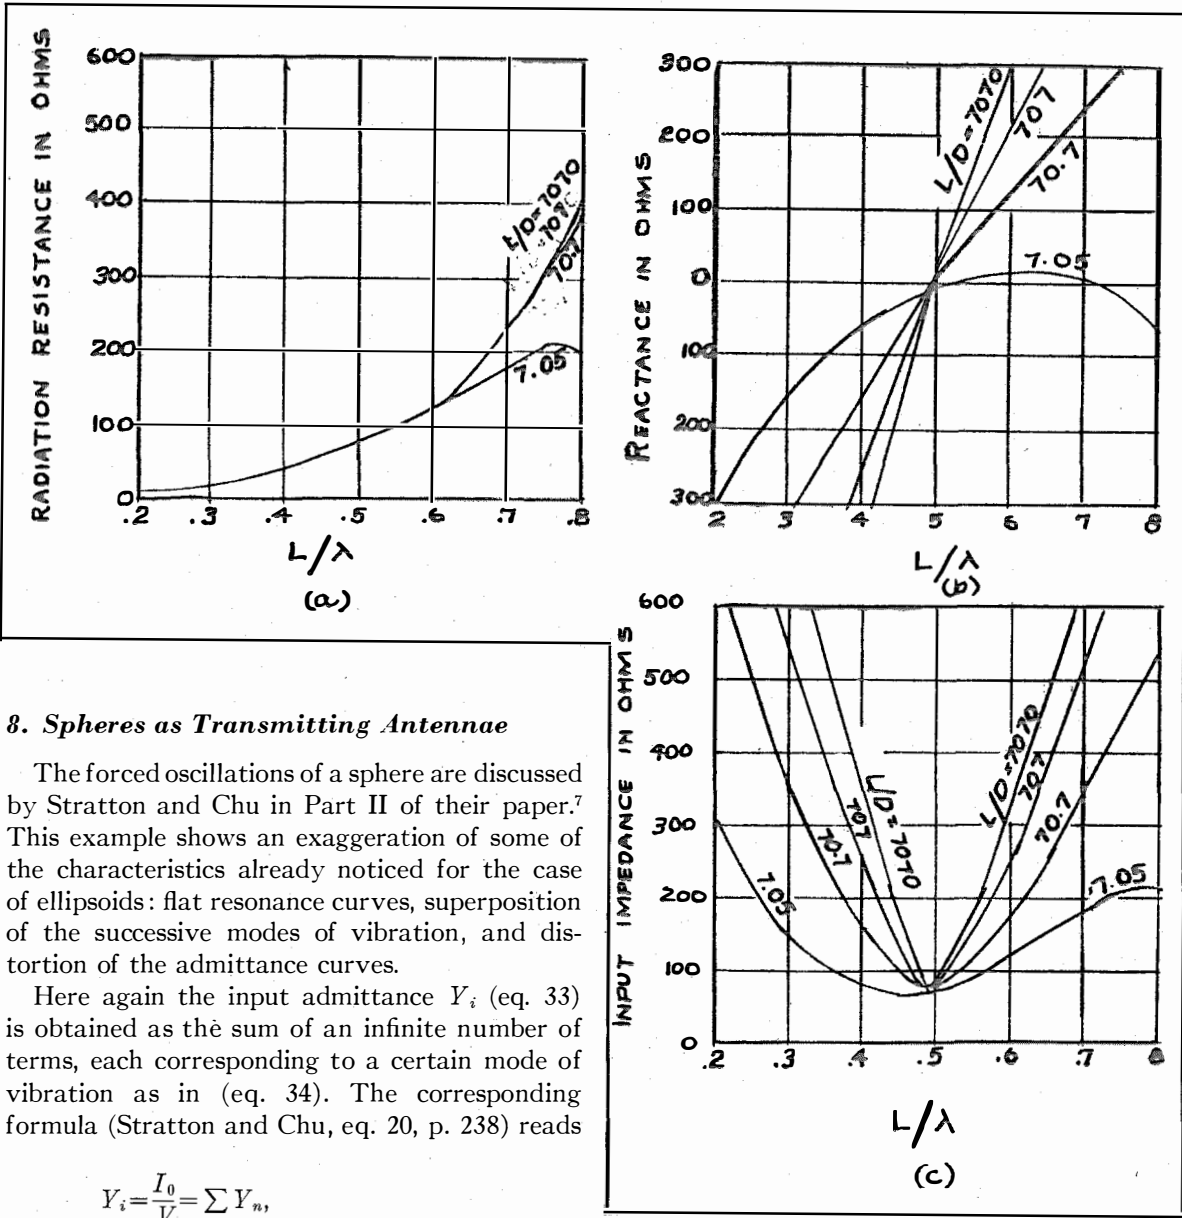 RADIATION RESISTANCE IN OHMS
600
500
400
300
200
100
0
.2 .3 .4 .5 .6 .7 .8
L/D=7070
707
70.7
7.05
L/λ
(a)
REACTANCE IN OHMS
300
200
100
0
100
200
300
.2 .3 .4 .5 .6 .7 .8
L/D=7070
707
70.7
7.05
L/λ
(b)
INPUT IMPEDANCE IN OHMS
600
500
400
300
200
100
0
.2 .3 .4 .5 .6 .7 .8
7.05
70.7
707
L/D=7070
L/D=7070
707
70.7
7.05
L/λ
(c)
8. Spheres as Transmitting Antennae
The forced oscillations of a sphere are discussed
by Stratton and Chu in Part II of their paper.⁷
This example shows an exaggeration of some of
the characteristics already noticed for the case
of ellipsoids: flat resonance curves, superposition
of the successive modes of vibration, and dis-
tortion of the admittance curves.
Here again the input admittance Yᵢ (eq. 33)
is obtained as the sum of an infinite number of
terms, each corresponding to a certain mode of
vibration as in (eq. 34). The corresponding
formula (Stratton and Chu, eq. 20, p. 238) reads
Yᵢ = I₀/V = ∑ Yₙ,